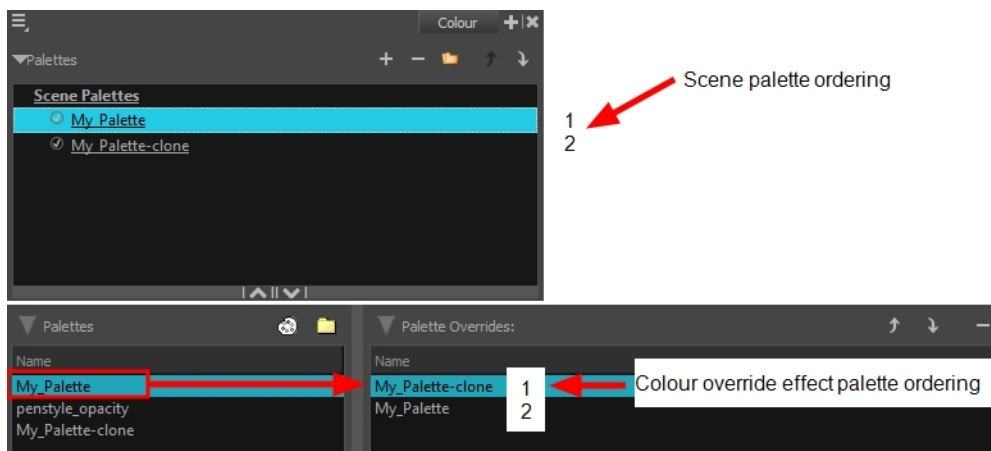 Colour
Palettes
Scene palette ordering
Scene Palettes
My_Palette
1
My_Palette-clone
2
Palettes
Palette Overrides:
Name
Name
My_Palette
My_Palette-clone
1
Colour override effect palette ordering
penstyle_opacity
My_Palette
2
My_Palette-clone